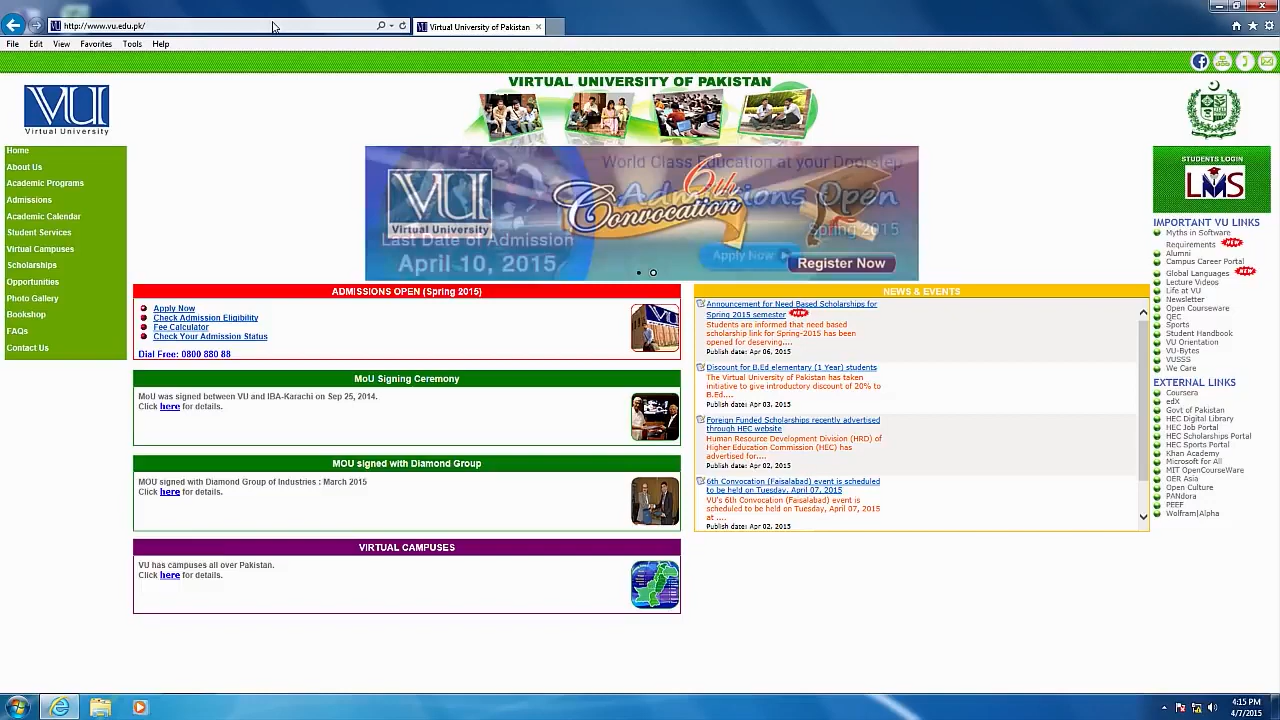 http://www.vu.edu.pk/
Virtual University of Pakistan
File Edit View Favorites Tools Help
VIRTUAL UNIVERSITY OF PAKISTAN
VU
Virtual University
Home
About Us
Academic Programs
Admissions
Academic Calendar
Student Services
Virtual Campuses
Scholarships
Opportunities
Photo Gallery
Bookshop
FAQs
Contact Us
World Class Education at your Doorstep
VU
Virtual University
6th
Convocation
Admissions Open
Spring 2015
Last Date of Admission
April 10, 2015
Apply Now
Register Now
ADMISSIONS OPEN (Spring 2015)
Apply Now
Check Admission Eligibility
Fee Calculator
Check Your Admission Status
Dial Free: 0800 880 88
MoU Signing Ceremony
MoU was signed between VU and IBA-Karachi on Sep 25, 2014.
Click here for details.
MOU signed with Diamond Group
MOU signed with Diamond Group of Industries : March 2015
Click here for details.
VIRTUAL CAMPUSES
VU has campuses all over Pakistan.
Click here for details.
NEWS & EVENTS
Announcement for Need Based Scholarships for
Spring 2015 semester NEW
Students are informed that need based
scholarship link for Spring-2015 has been
opened for deserving....
Publish date: Apr 06, 2015
Discount for B.Ed elementary (1 Year) students
The Virtual University of Pakistan has taken
initiative to give introductory discount of 20% to
B.Ed....
Publish date: Apr 03, 2015
Foreign Funded Scholarships recently advertised
through HEC website
Human Resource Development Division (HRD) of
Higher Education Commission (HEC) has
advertised for....
Publish date: Apr 02, 2015
6th Convocation (Faisalabad) event is scheduled
to be held on Tuesday, April 07, 2015
VU's 6th Convocation (Faisalabad) event is
scheduled to be held on Tuesday, April 07, 2015
at ....
Publish date: Apr 02, 2015
STUDENTS LOGIN
LMS
IMPORTANT VU LINKS
Myths in Software
Requirements NEW
Alumni
Campus Career Portal
Global Languages NEW
Lecture Videos
Life at VU
Newsletter
Open Courseware
QEC
Sports
Student Handbook
VU Orientation
VU-Bytes
VUSSS
We Care
EXTERNAL LINKS
Coursera
edX
Govt of Pakistan
HEC Digital Library
HEC Job Portal
HEC Scholarships Portal
HEC Sports Portal
Khan Academy
Microsoft for All
MIT OpenCourseWare
OER Asia
Open Culture
PANdora
PEEF
Wolfram|Alpha
4:15 PM
4/7/2015